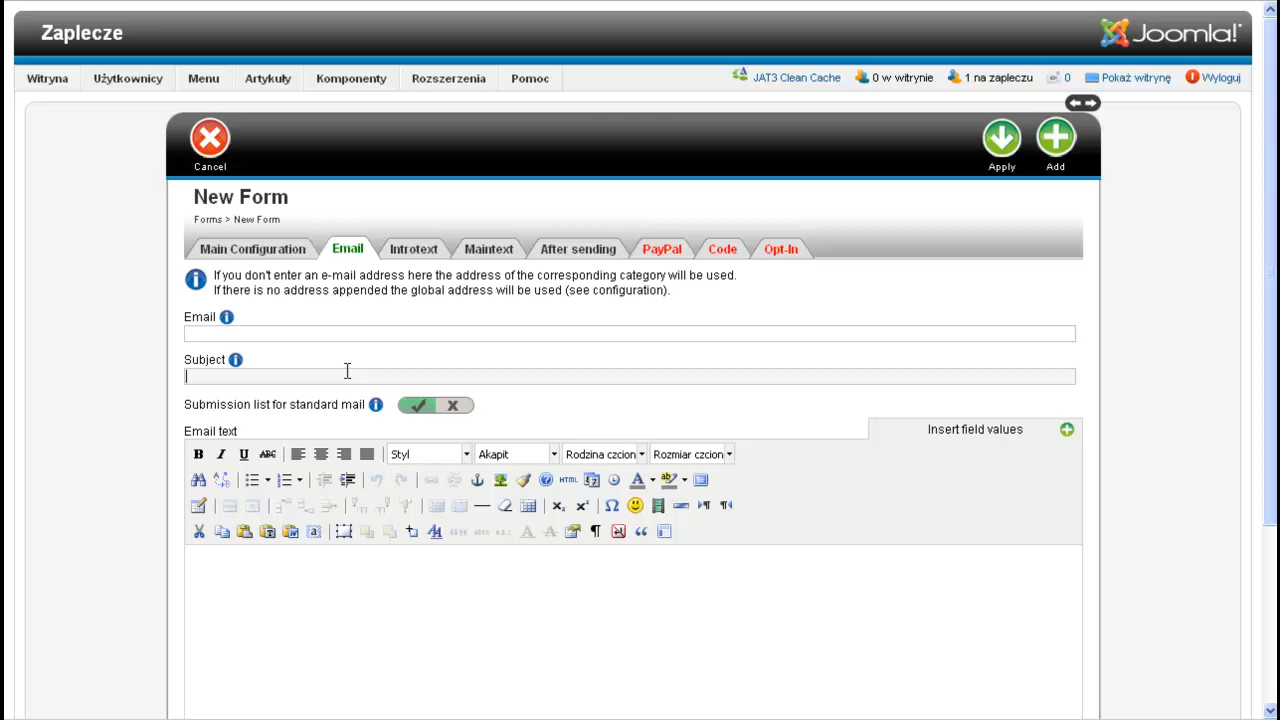 Zaplecze
Joomla!
Witryna Użytkownicy Menu Artykuły Komponenty Rozszerzenia Pomoc JAT3 Clean Cache 0 w witrynie 1 na zapleczu 0 Pokaż witrynę Wyloguj
Cancel Apply Add
New Form
Forms > New Form
Main Configuration Email Introtext Maintext After sending PayPal Code Opt-In
If you don't enter an e-mail address here the address of the corresponding category will be used.
If there is no address appended the global address will be used (see configuration).
Email
Subject
Submission list for standard mail
Insert field values
Email text
B I U ABC Styl Akapit Rodzina czcion Rozmiar czcion
HTML A ab